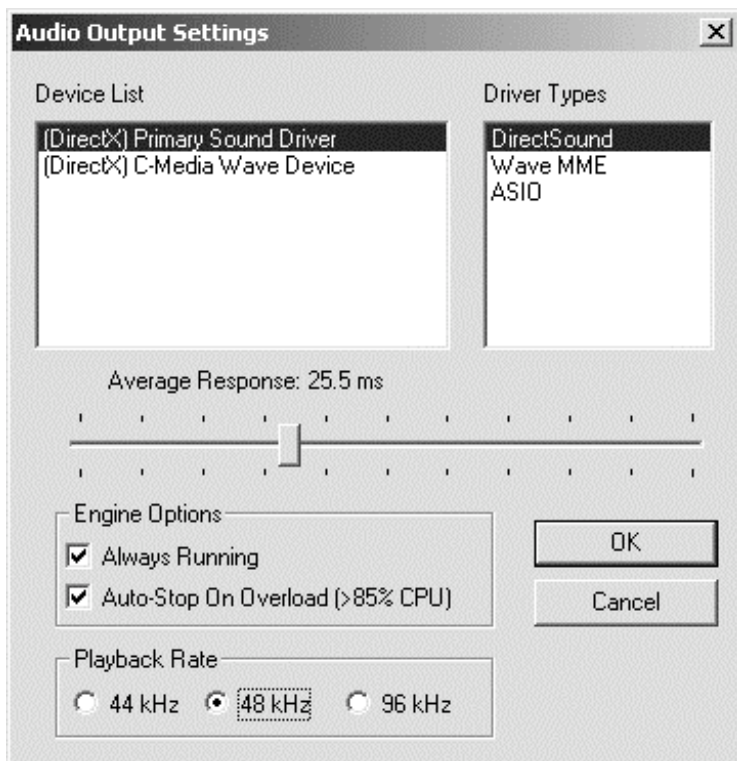 Audio Output Settings
Device List
Driver Types
(DirectX) Primary Sound Driver
(DirectX) C-Media Wave Device
DirectSound
Wave MME
ASIO
Average Response: 25.5 ms
Engine Options
Always Running
Auto-Stop On Overload (>85% CPU)
OK
Cancel
Playback Rate
44 kHz 48 kHz 96 kHz